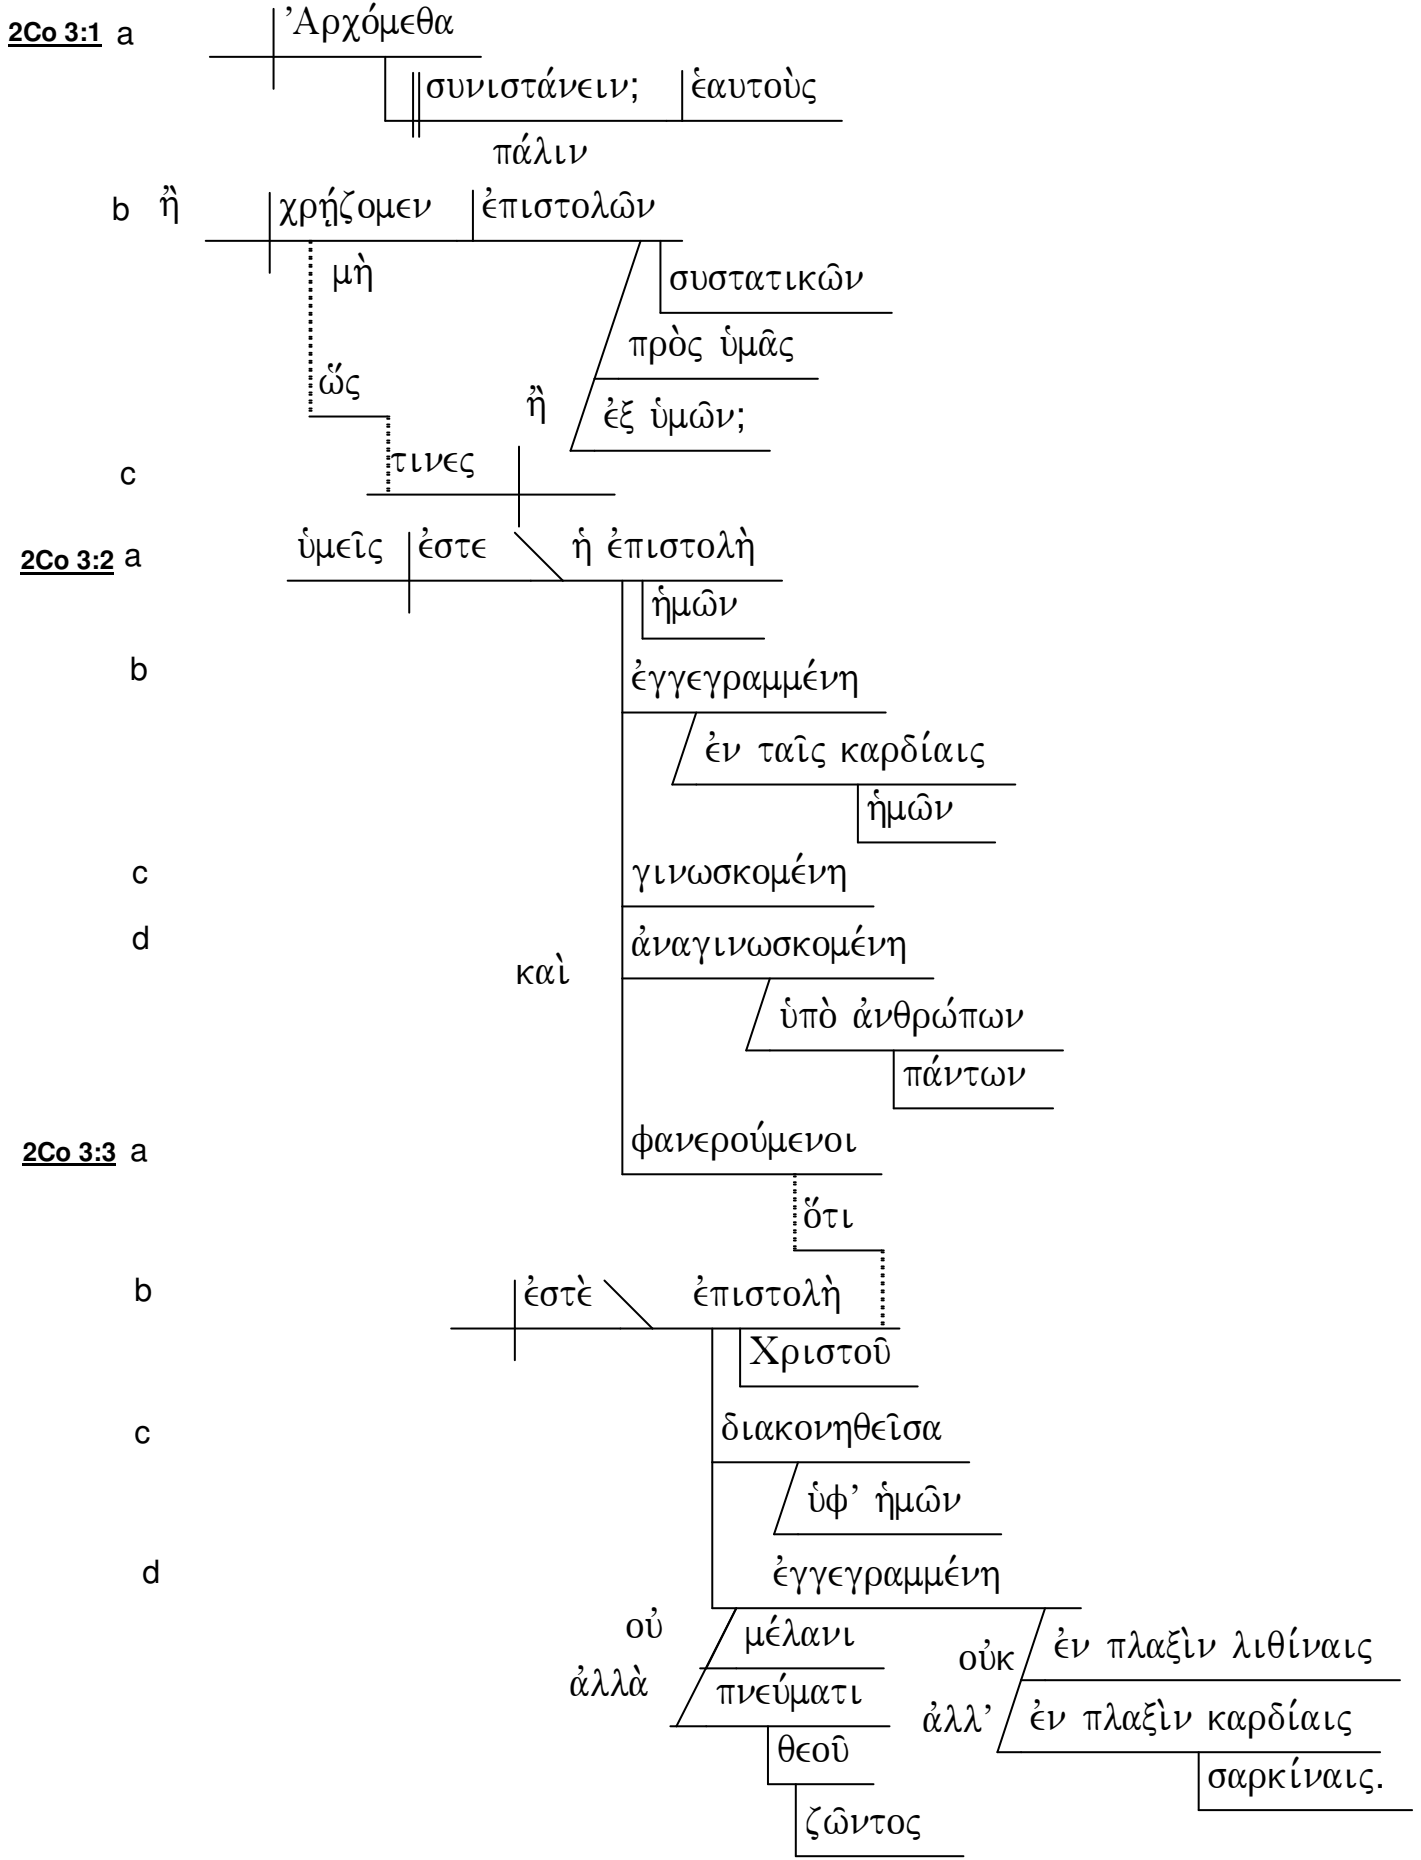 2Co 3:1 a Ἀρχόμεθα
συνιστάνειν; ἑαυτοὺς
πάλιν
b ἢ χρῄζομεν ἐπιστολῶν
μὴ συστατικῶν
πρὸς ὑμᾶς
ὥς
ἢ ἐξ ὑμῶν;
c τινες
2Co 3:2 a ὑμεῖς ἐστε ἡ ἐπιστολὴ
ἡμῶν
b ἐγγεγραμμένη
ἐν ταῖς καρδίαις
ἡμῶν
c γινωσκομένη
d ἀναγινωσκομένη
καὶ
ὑπὸ ἀνθρώπων
πάντων
2Co 3:3 a φανερούμενοι
ὅτι
b ἐστὲ ἐπιστολὴ
Χριστοῦ
c διακονηθεῖσα
ὑφ’ ἡμῶν
d ἐγγεγραμμένη
οὐ μέλανι οὐκ ἐν πλαξὶν λιθίναις
ἀλλὰ πνεύματι ἀλλ’ ἐν πλαξὶν καρδίαις
θεοῦ σαρκίναις.
ζῶντος